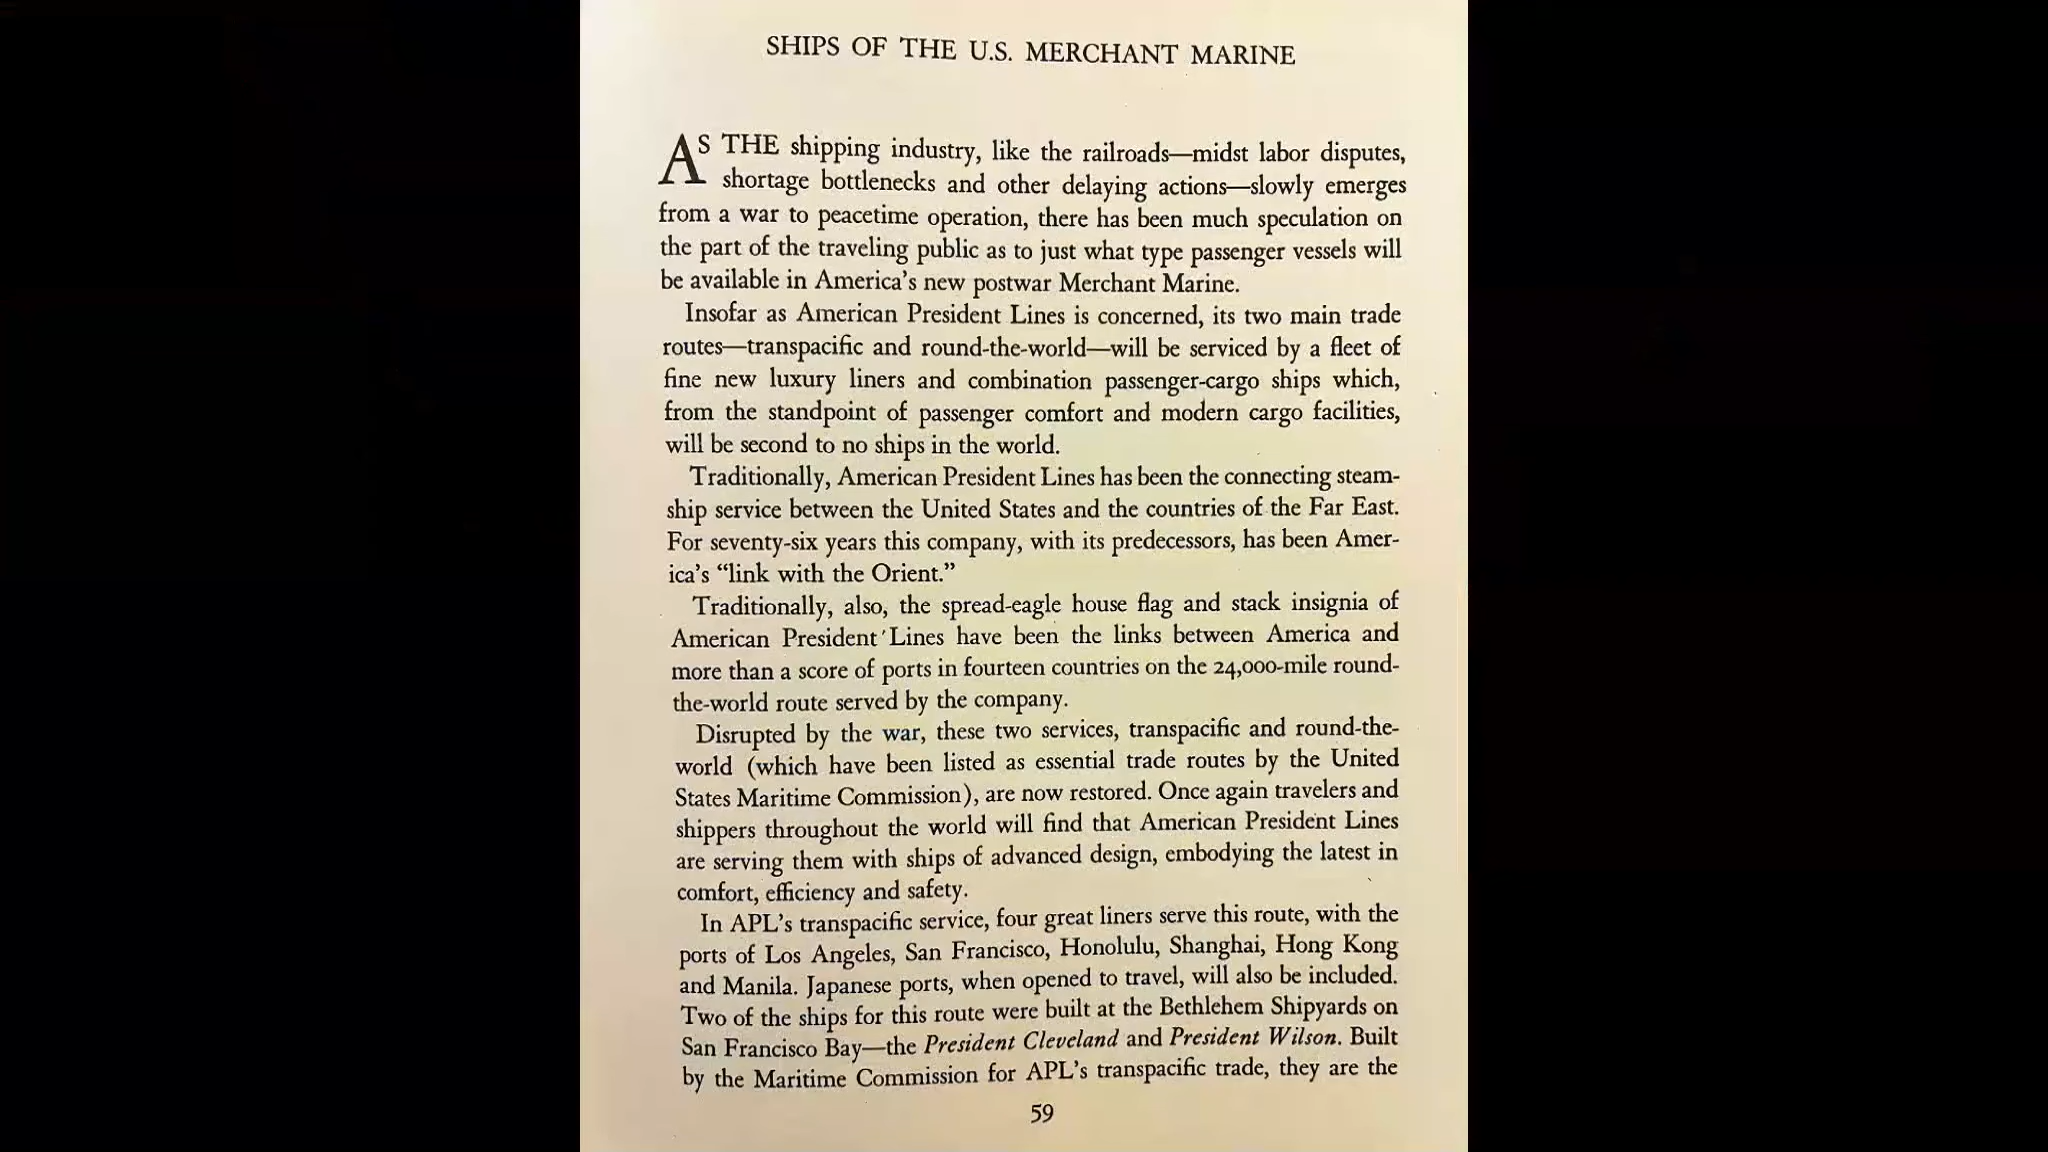 SHIPS OF THE U.S. MERCHANT MARINE
AS THE shipping industry, like the railroads—midst labor disputes,
shortage bottlenecks and other delaying actions—slowly emerges
from a war to peacetime operation, there has been much speculation on
the part of the traveling public as to just what type passenger vessels will
be available in America's new postwar Merchant Marine.
Insofar as American President Lines is concerned, its two main trade
routes—transpacific and round-the-world—will be serviced by a fleet of
fine new luxury liners and combination passenger-cargo ships which,
from the standpoint of passenger comfort and modern cargo facilities,
will be second to no ships in the world.
Traditionally, American President Lines has been the connecting steam-
ship service between the United States and the countries of the Far East.
For seventy-six years this company, with its predecessors, has been Amer-
ica's “link with the Orient.”
Traditionally, also, the spread-eagle house flag and stack insignia of
American President Lines have been the links between America and
more than a score of ports in fourteen countries on the 24,000-mile round-
the-world route served by the company.
Disrupted by the war, these two services, transpacific and round-the-
world (which have been listed as essential trade routes by the United
States Maritime Commission), are now restored. Once again travelers and
shippers throughout the world will find that American President Lines
are serving them with ships of advanced design, embodying the latest in
comfort, efficiency and safety.
In APL's transpacific service, four great liners serve this route, with the
ports of Los Angeles, San Francisco, Honolulu, Shanghai, Hong Kong
and Manila. Japanese ports, when opened to travel, will also be included.
Two of the ships for this route were built at the Bethlehem Shipyards on
San Francisco Bay—the President Cleveland and President Wilson. Built
by the Maritime Commission for APL's transpacific trade, they are the
59